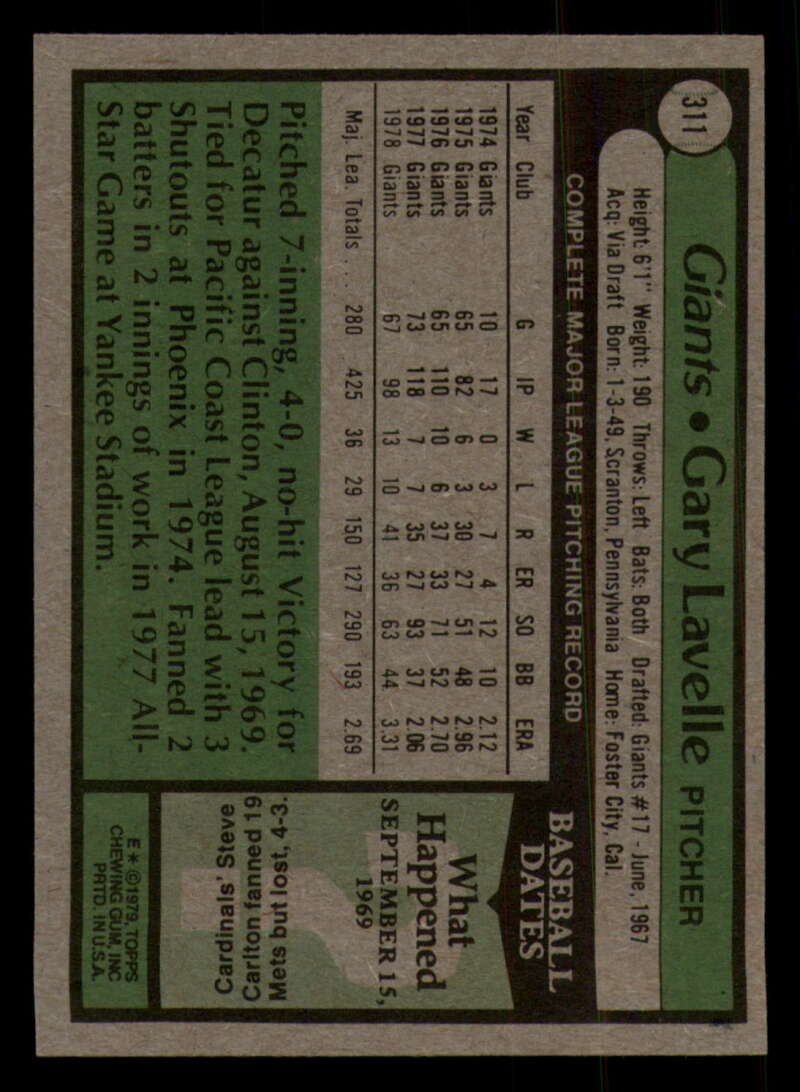 311
Giants • Gary Lavelle PITCHER
Height: 6'1" Weight: 190 Throws: Left Bats: Both Drafted: Giants #17 - June, 1967
Acq: Via Draft Born: 1-3-49, Scranton, Pennsylvania Home: Foster City, Cal.
COMPLETE MAJOR LEAGUE PITCHING RECORD
Year Club G IP W L R ER SO BB ERA
1974 Giants 10 17 0 3 7 4 12 10 2.12
1975 Giants 65 82 6 3 30 27 51 48 2.96
1976 Giants 65 110 10 6 37 33 71 52 2.70
1977 Giants 73 118 7 7 35 27 93 37 2.06
1978 Giants 67 98 13 10 41 36 63 44 3.31
Maj. Lea. Totals . . . 280 425 36 29 150 127 290 193 2.69
Pitched 7-inning, 4-0, no-hit Victory for
Decatur against Clinton, August 15, 1969.
Tied for Pacific Coast League lead with 3
Shutouts at Phoenix in 1974. Fanned 2
batters in 2 innings of work in 1977 All-
Star Game at Yankee Stadium.
BASEBALL
DATES
What
Happened
SEPTEMBER 15,
1969
Cardinals' Steve
Carlton fanned 19
Mets but lost, 4-3.
E * © 1979, TOPPS
CHEWING GUM, INC
PRTD. IN U.S.A.